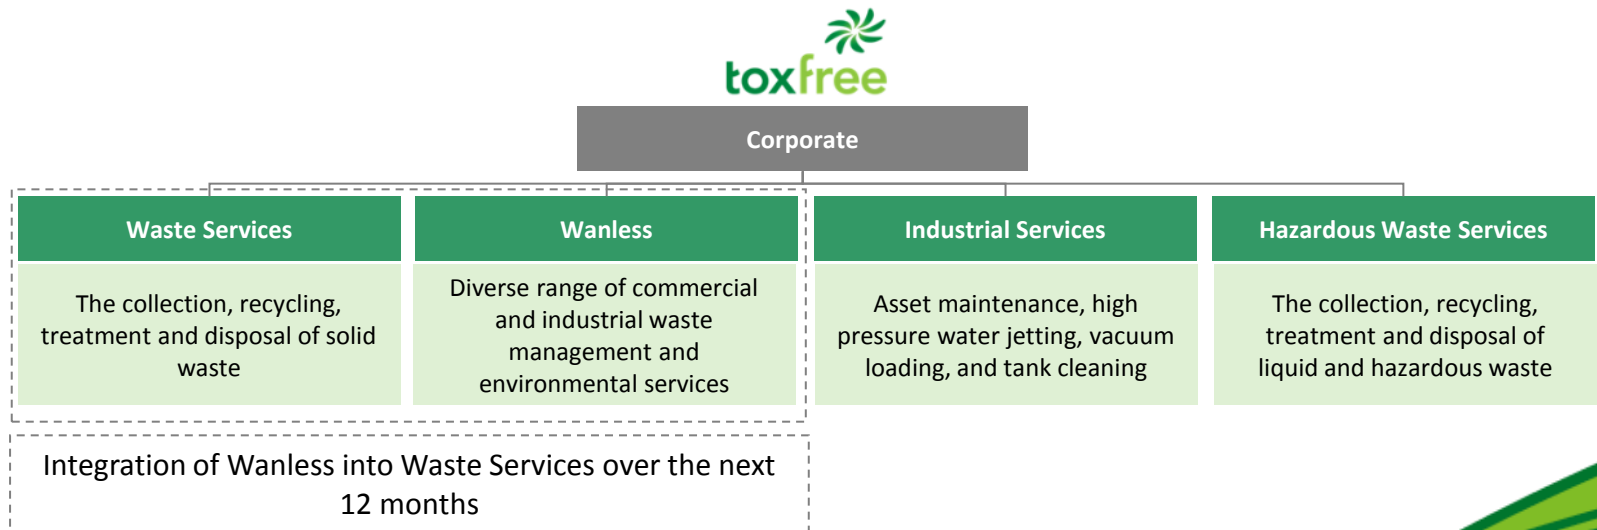 toxfree
Corporate
Waste Services
The collection, recycling,
treatment and disposal of solid
waste
Wanless
Diverse range of commercial
and industrial waste
management and
environmental services
Industrial Services
Asset maintenance, high
pressure water jetting, vacuum
loading, and tank cleaning
Hazardous Waste Services
The collection, recycling,
treatment and disposal of
liquid and hazardous waste
Integration of Wanless into Waste Services over the next
12 months